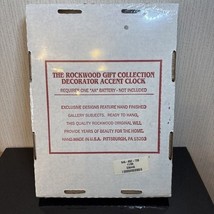 THE ROCKWOOD GIFT COLLECTION
DECORATOR ACCENT CLOCK
REQUIRES ONE "AA" BATTERY - NOT INCLUDED
EXCLUSIVE DESIGNS FEATURE HAND FINISHED
GALLERY SUBJECTS. READY TO HANG,
THIS QUALITY ROCKWOOD ORIGINAL WILL
PROVIDE YEARS OF BEAUTY FOR THE HOME.
HAND MADE IN U.S.A. PITTSBURGH, PA